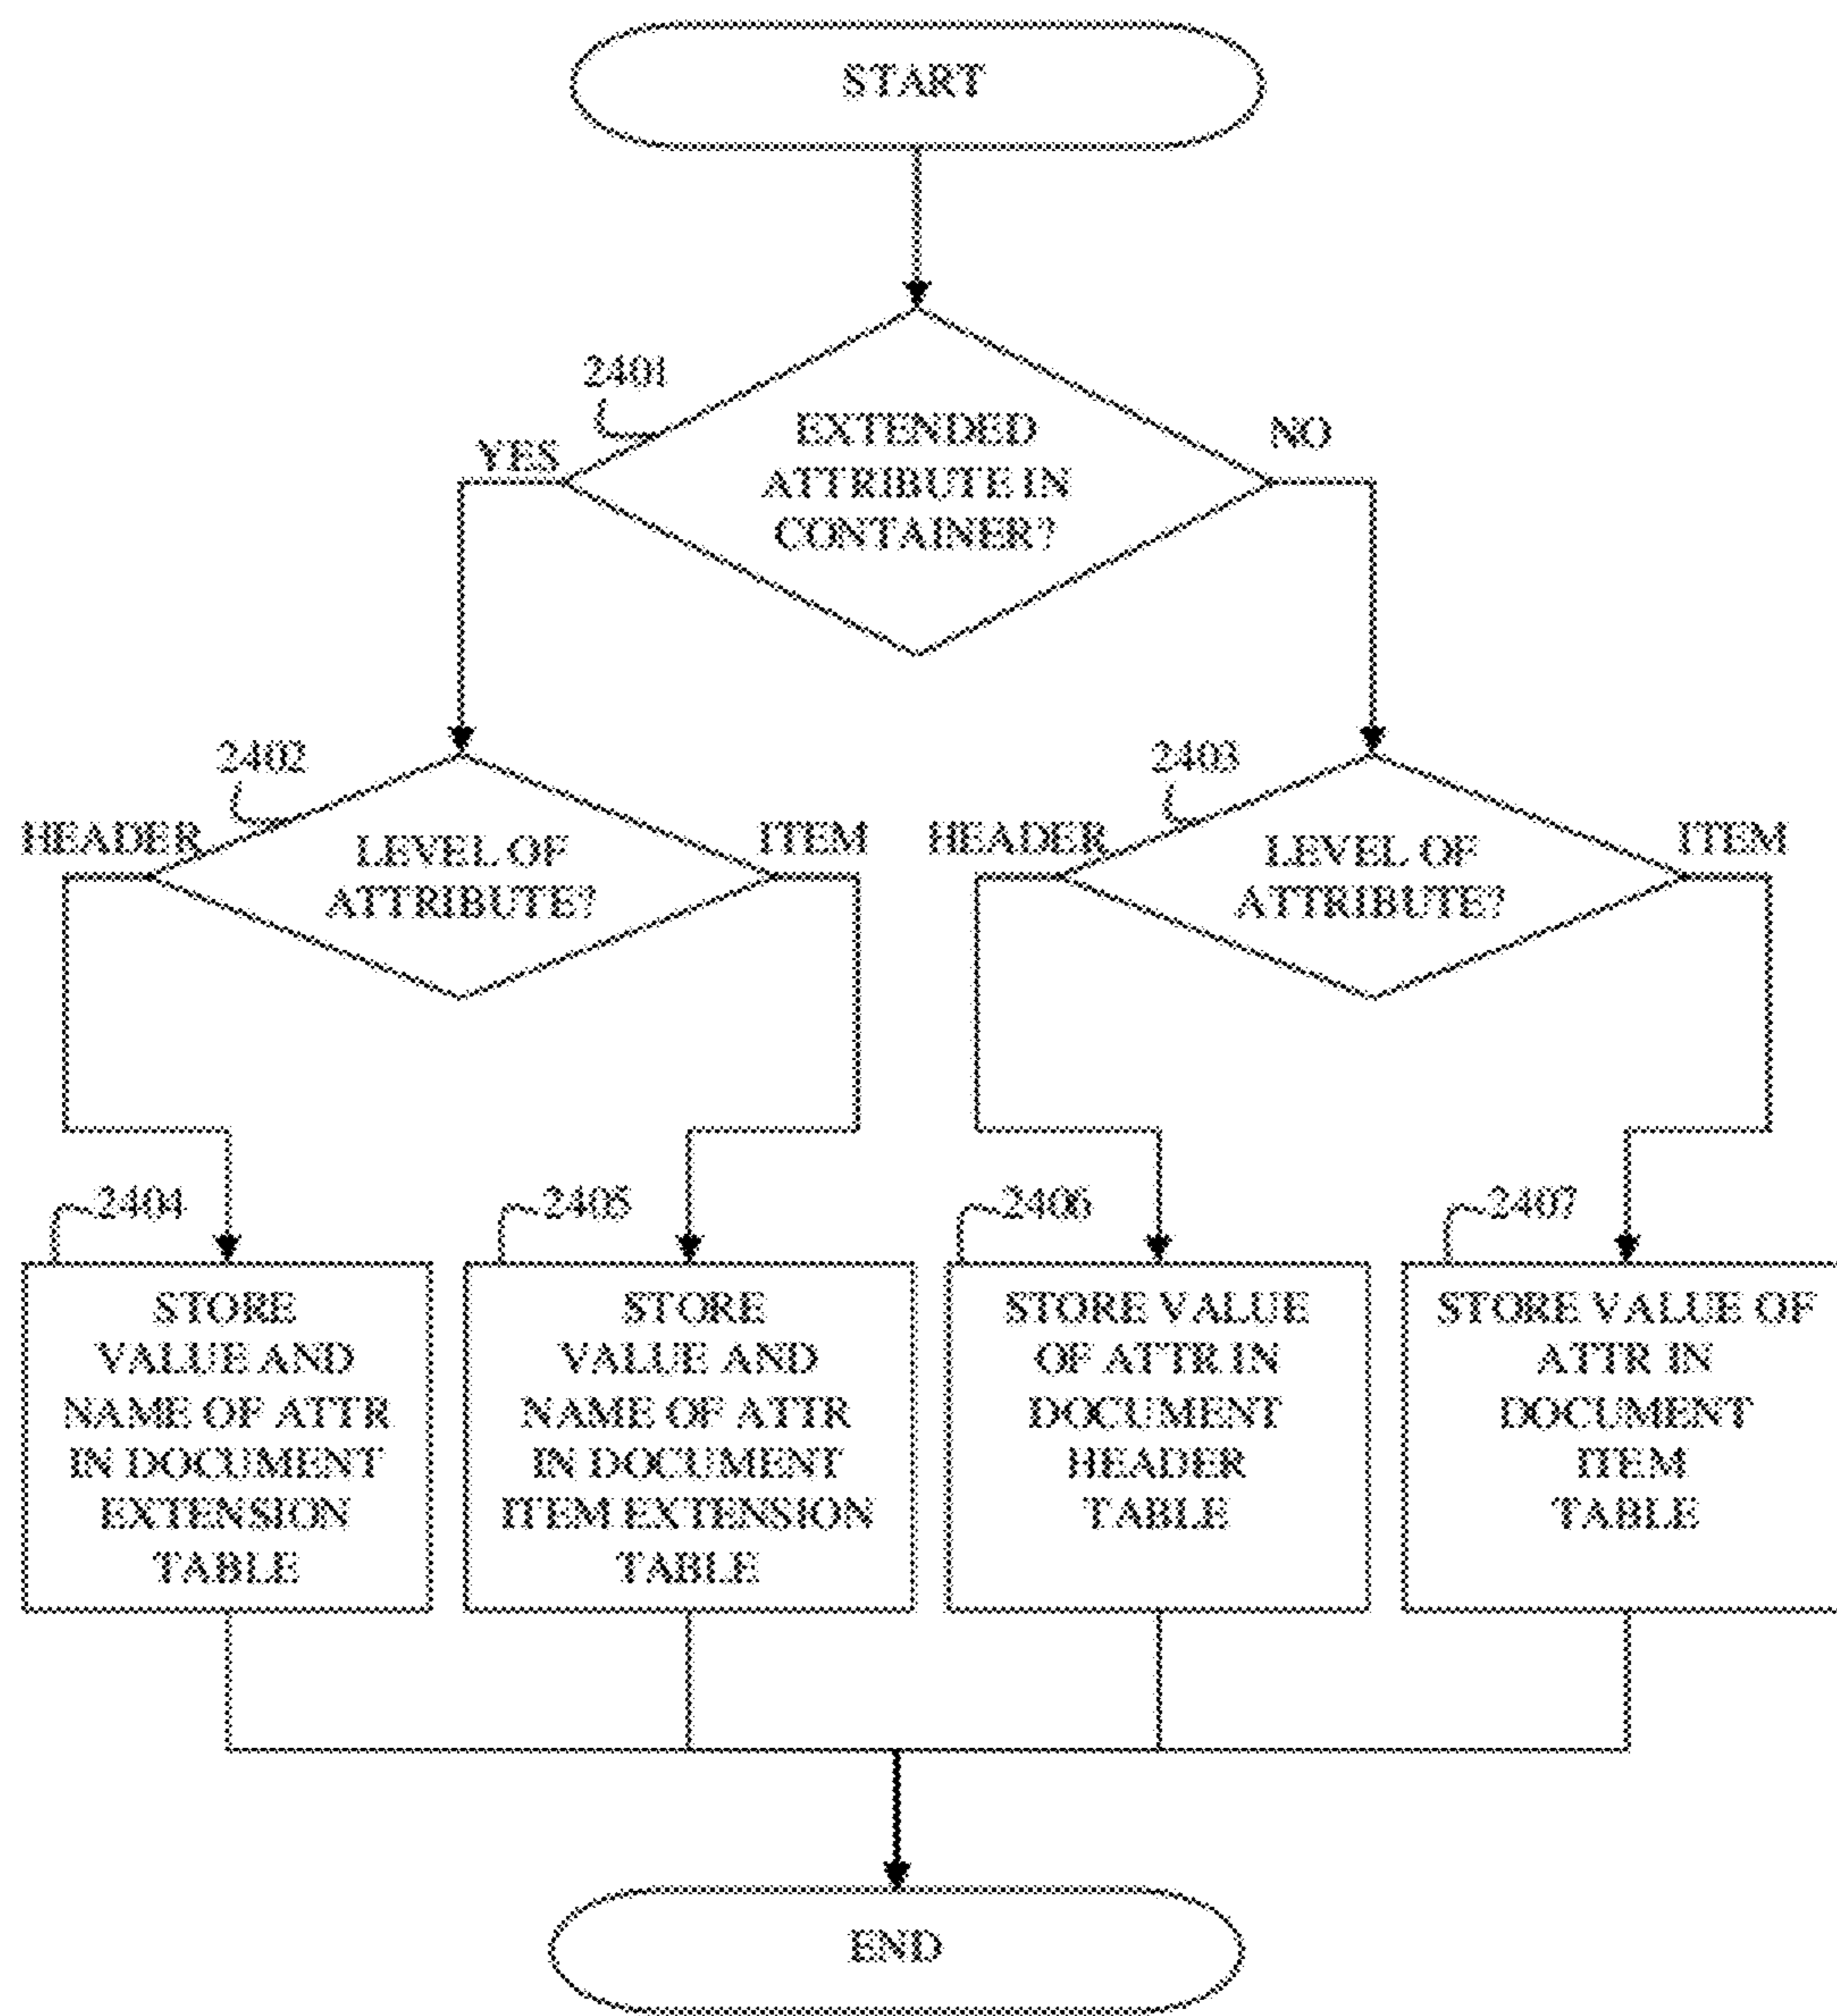 START
2401
YES
NO
EXTENDED
ATTRIBUTE IN
CONTAINER?
2402
2403
HEADER
ITEM
LEVEL OF
ATTRIBUTE?
HEADER
ITEM
LEVEL OF
ATTRIBUTE?
2404
2405
2406
2407
STORE
VALUE AND
NAME OF ATTR
IN DOCUMENT
EXTENSION
TABLE
STORE
VALUE AND
NAME OF ATTR
IN DOCUMENT
ITEM EXTENSION
TABLE
STORE VALUE
OF ATTR IN
DOCUMENT
HEADER
TABLE
STORE VALUE OF
ATTR IN
DOCUMENT
ITEM
TABLE
END